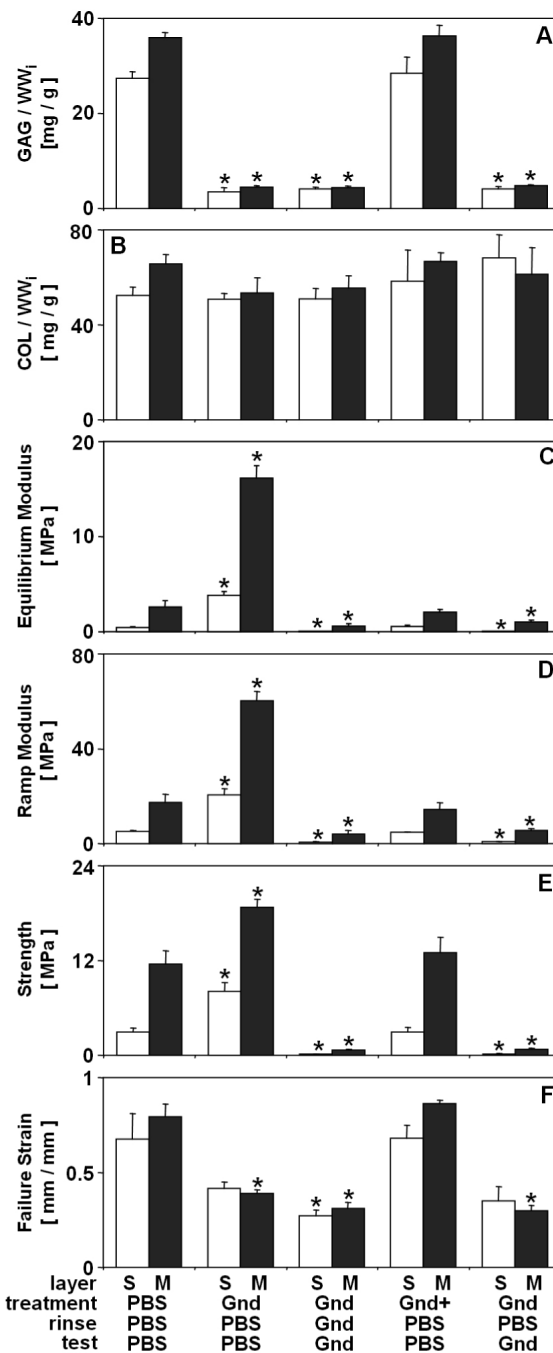 A
GAG / WWi
[mg / g]
40
20
0
* * * * * *
B
COL / WWi
[ mg / g ]
80
40
0
C
Equilibrium Modulus
[ MPa ]
20
10
0
* * * * * *
D
Ramp Modulus
[ MPa ]
80
40
0
* * * * * *
E
Strength
[ MPa ]
24
12
0
* * * * * *
F
Failure Strain
[ mm / mm ]
1
0.5
0
* * * *
layer S M S M S M S M S M
treatment PBS Gnd Gnd Gnd+ Gnd
rinse PBS PBS Gnd PBS PBS
test PBS PBS Gnd PBS Gnd